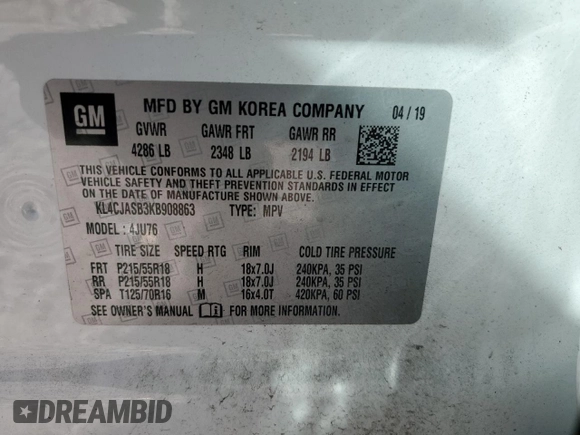 GM
MFD BY GM KOREA COMPANY 04 / 19
GVWR GAWR FRT GAWR RR
4286 LB 2348 LB 2194 LB
THIS VEHICLE CONFORMS TO ALL APPLICABLE U.S. FEDERAL MOTOR
VEHICLE SAFETY AND THEFT PREVENTION STANDARDS IN EFFECT ON
THE DATE OF MANUFACTURE SHOWN ABOVE.
KL4CJASB3KB908863 TYPE: MPV
MODEL : 4JU76
TIRE SIZE SPEED RTG RIM COLD TIRE PRESSURE
FRT P215/55R18 H 18x7.0J 240KPA, 35 PSI
RR P215/55R18 H 18x7.0J 240KPA, 35 PSI
SPA T125/70R16 M 16x4.0T 420KPA, 60 PSI
SEE OWNER'S MANUAL FOR MORE INFORMATION.
DREAMBID